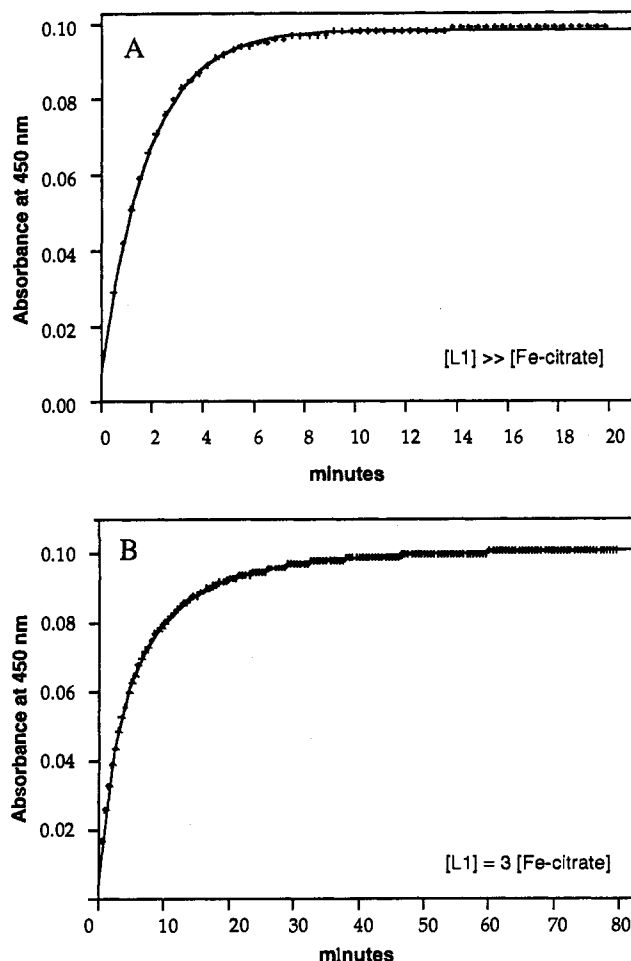 A
Absorbance at 450 nm
0.10
0.08
0.06
0.04
0.02
0.00
[L1] >> [Fe-citrate]
0 2 4 6 8 10 12 14 16 18 20
minutes
B
Absorbance at 450 nm
0.10
0.08
0.06
0.04
0.02
[L1] = 3 [Fe-citrate]
0 10 20 30 40 50 60 70 80
minutes